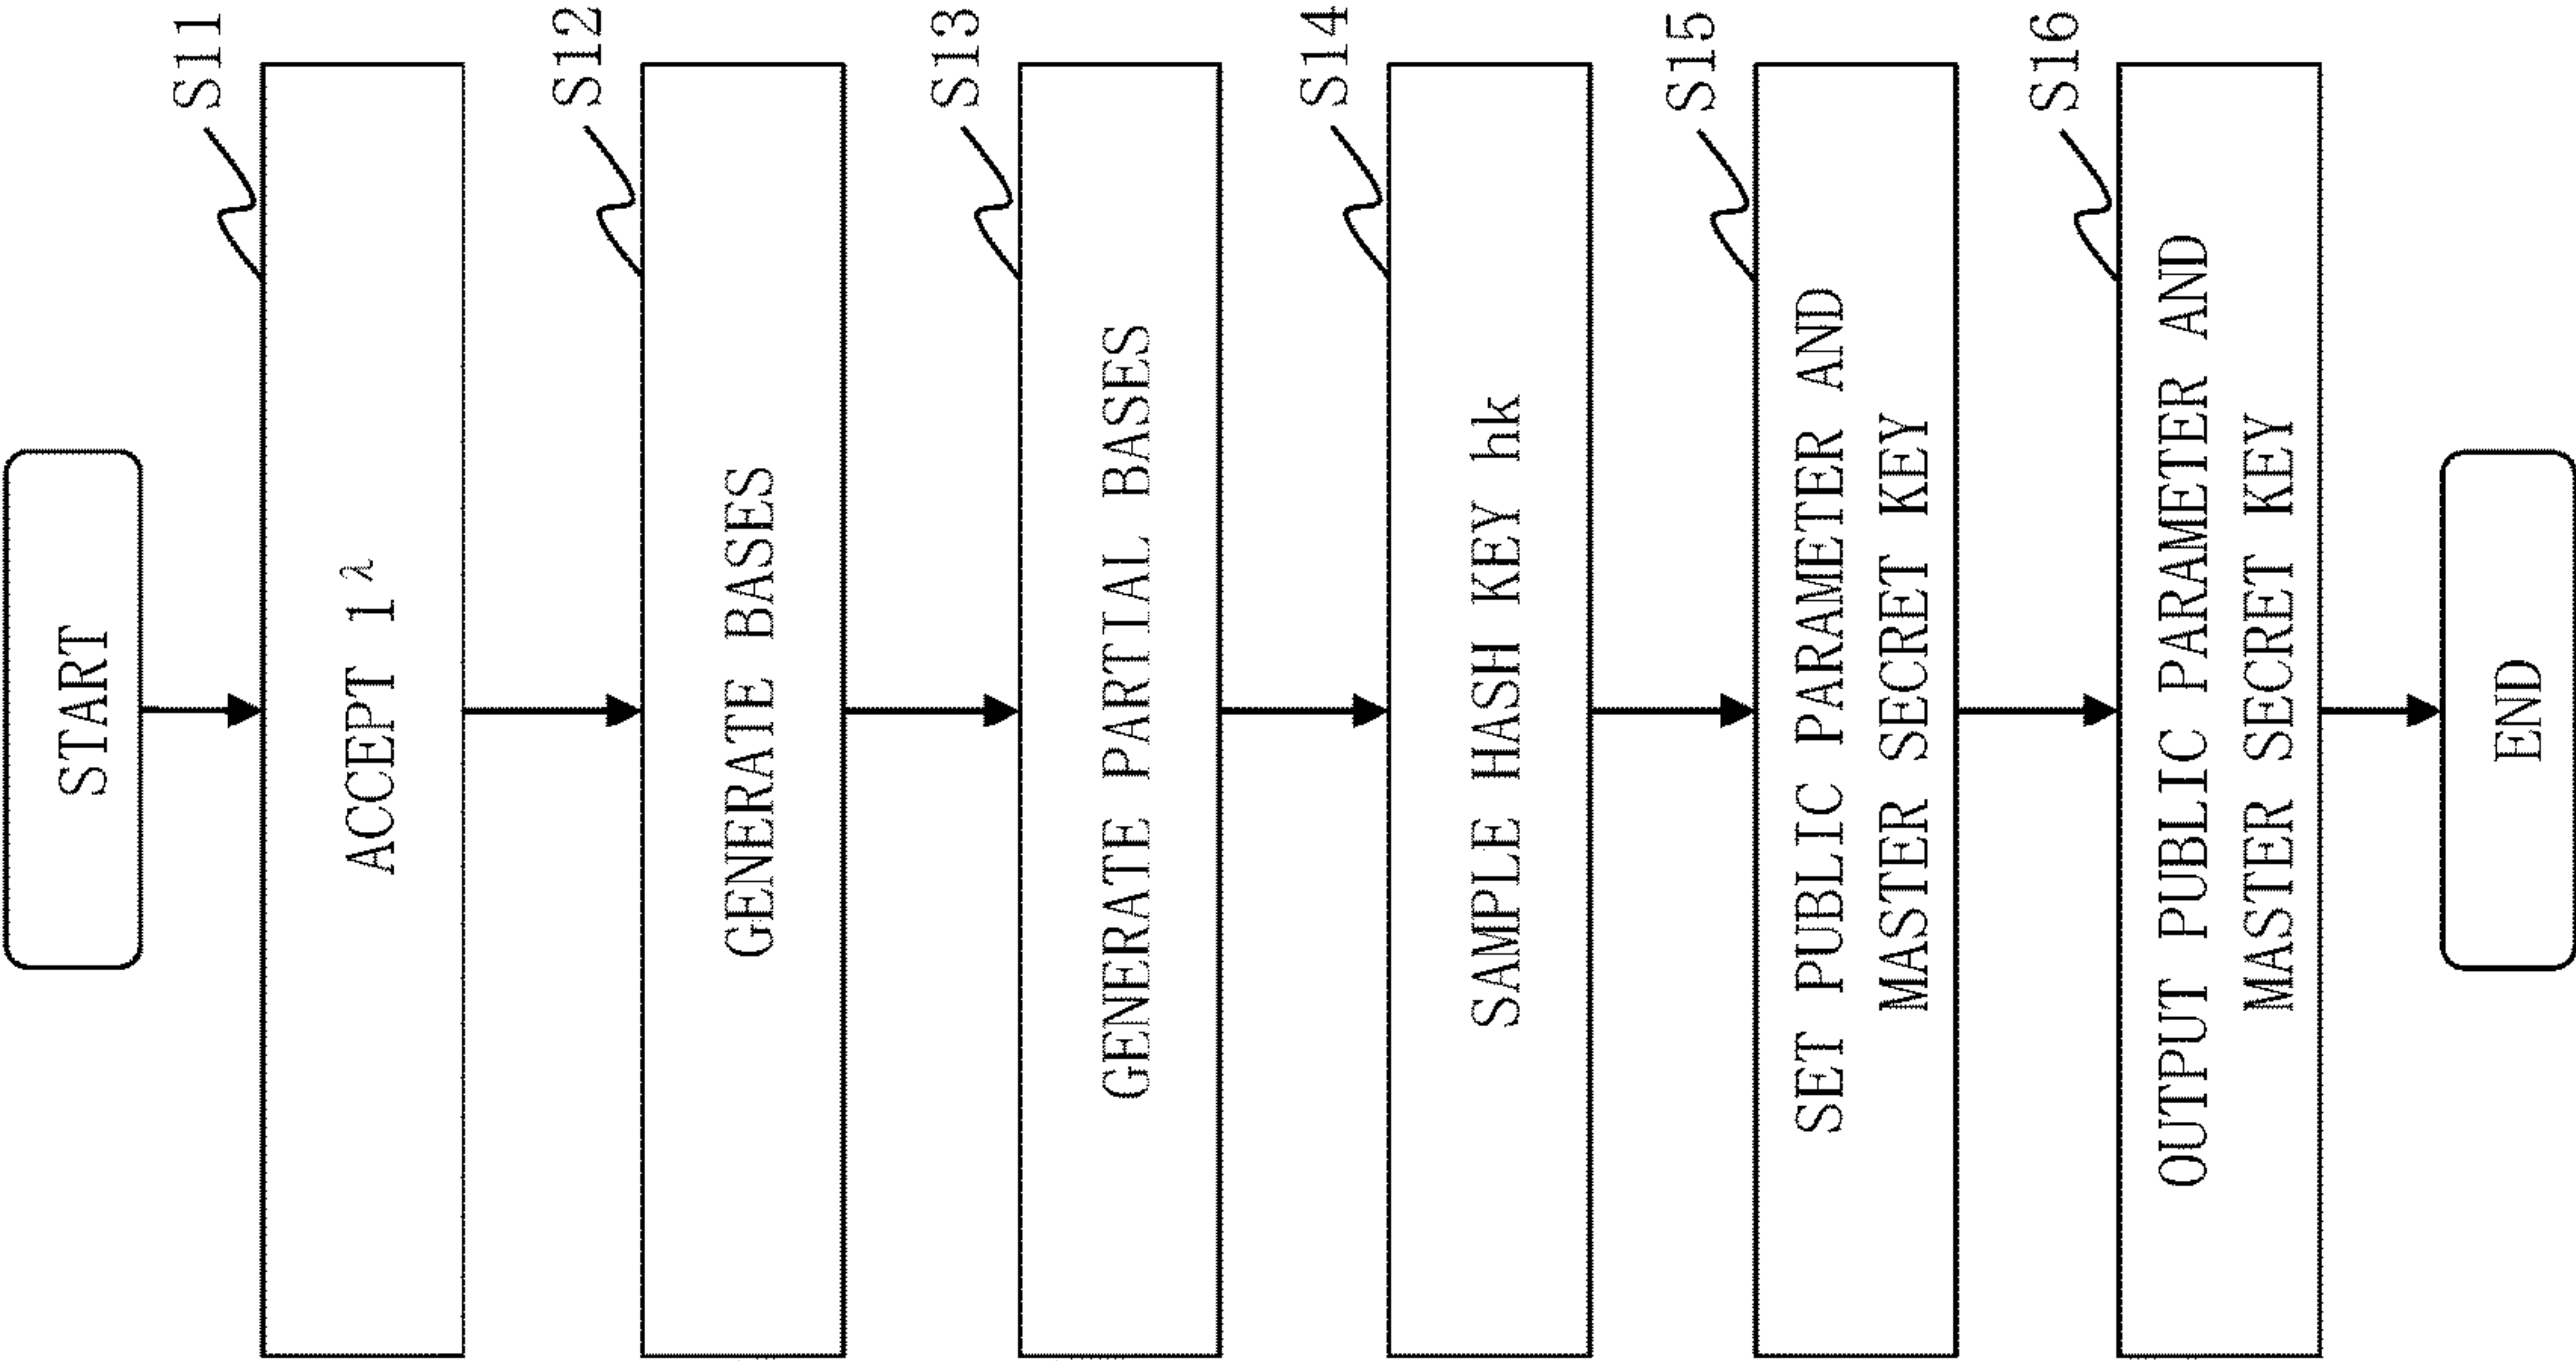 START
S11
ACCEPT 1^λ
S12
GENERATE BASES
S13
GENERATE PARTIAL BASES
S14
SAMPLE HASH KEY hk
S15
SET PUBLIC PARAMETER AND
MASTER SECRET KEY
S16
OUTPUT PUBLIC PARAMETER AND
MASTER SECRET KEY
END